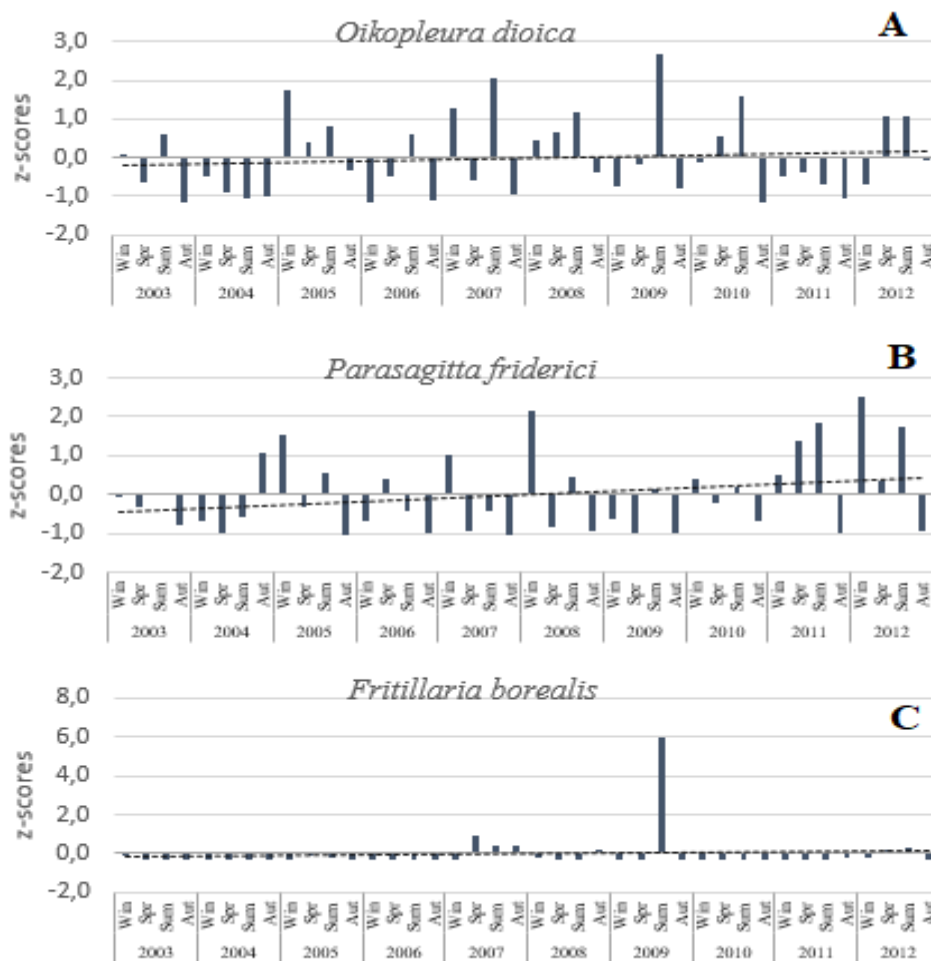 Oikopleura dioica
A
3,0
2,0
1,0
0,0
-1,0
-2,0
z-scores
Win Spr Sum Aut Win Spr Sum Aut Win Spr Sum Aut Win Spr Sum Aut Win Spr Sum Aut Win Spr Sum Aut Win Spr Sum Aut Win Spr Sum Aut Win Spr Sum Aut Win Spr Sum Aut
2003 2004 2005 2006 2007 2008 2009 2010 2011 2012
Parasagitta friderici
B
3,0
2,0
1,0
0,0
-1,0
-2,0
z-scores
Win Spr Sum Aut Win Spr Sum Aut Win Spr Sum Aut Win Spr Sum Aut Win Spr Sum Aut Win Spr Sum Aut Win Spr Sum Aut Win Spr Sum Aut Win Spr Sum Aut Win Spr Sum Aut
2003 2004 2005 2006 2007 2008 2009 2010 2011 2012
Fritillaria borealis
C
8,0
6,0
4,0
2,0
0,0
-2,0
z-scores
Win Spr Sum Aut Win Spr Sum Aut Win Spr Sum Aut Win Spr Sum Aut Win Spr Sum Aut Win Spr Sum Aut Win Spr Sum Aut Win Spr Sum Aut Win Spr Sum Aut Win Spr Sum Aut
2003 2004 2005 2006 2007 2008 2009 2010 2011 2012